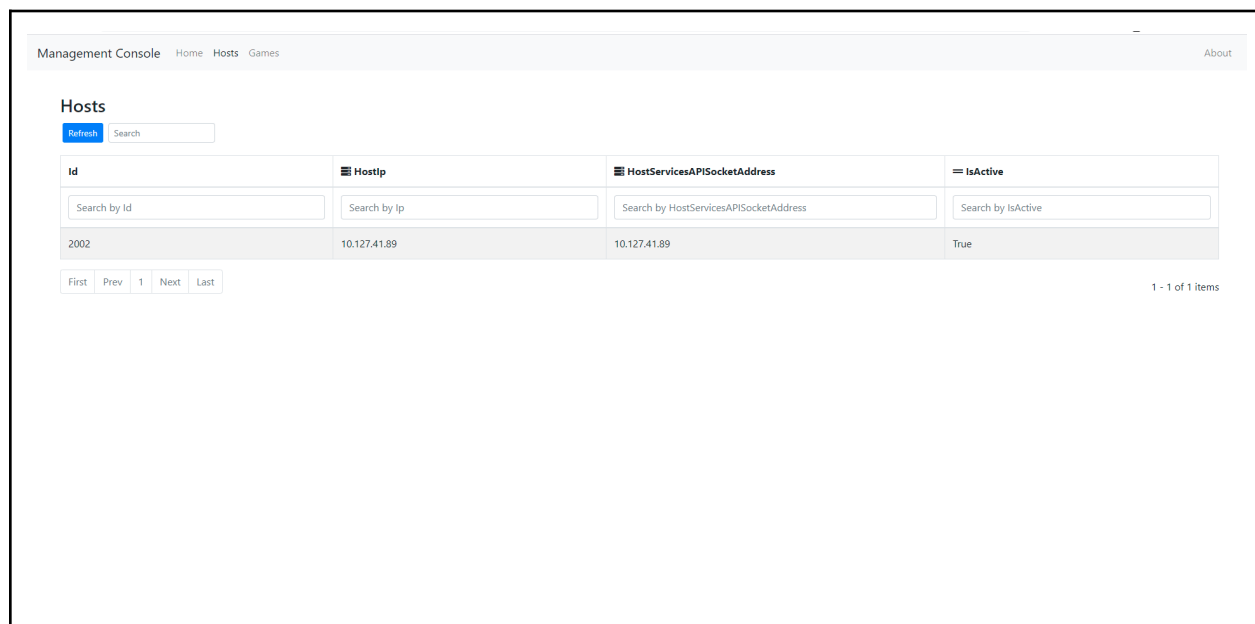 Management Console Home Hosts Games About
Hosts
Refresh Search
Id HostIp HostServicesAPISocketAddress IsActive
Search by Id Search by Ip Search by HostServicesAPISocketAddress Search by IsActive
2002 10.127.41.89 10.127.41.89 True
First Prev 1 Next Last
1 - 1 of 1 items